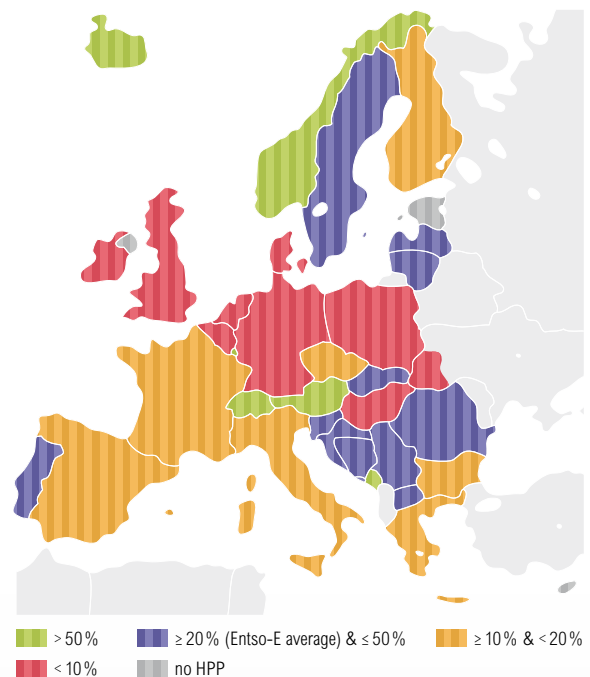 > 50 % ≥ 20 % (Entso-E average) & ≤ 50 % ≥ 10 % & < 20 %
< 10 % no HPP